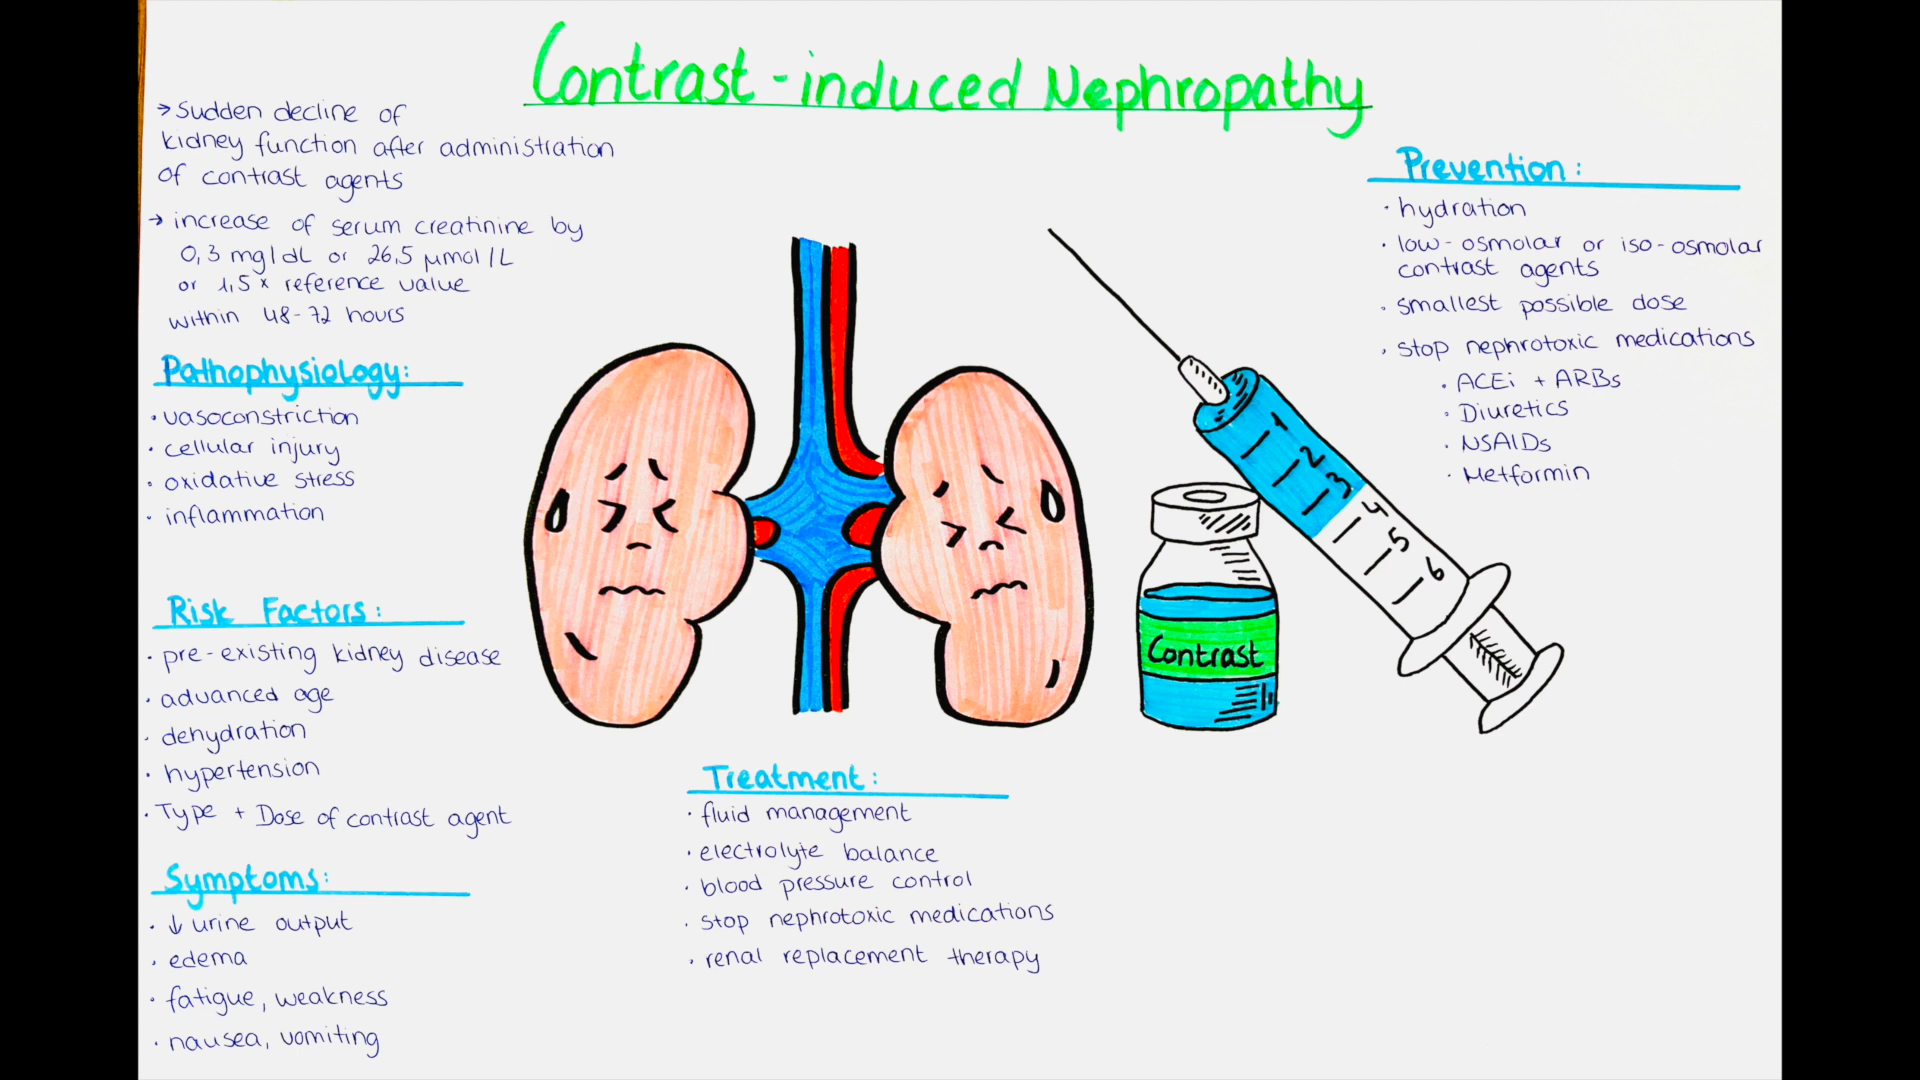 Contrast-induced Nephropathy
→ Sudden decline of
kidney function after administration
of contrast agents
→ increase of serum creatinine by
0,3 mg/dL or 26,5 µmol/L
or 1,5x reference value
within 48-72 hours
Pathophysiology:
· vasoconstriction
· cellular injury
· oxidative stress
· inflammation
Risk Factors:
· pre-existing kidney disease
· advanced age
· dehydration
· hypertension
· Type + Dose of contrast agent
Symptoms:
· ↓ urine output
· edema
· fatigue, weakness
· nausea, vomiting
Treatment:
· fluid management
· electrolyte balance
· blood pressure control
· stop nephrotoxic medications
· renal replacement therapy
Prevention:
· hydration
· low-osmolar or iso-osmolar
contrast agents
· smallest possible dose
· stop nephrotoxic medications
· ACEi + ARBs
· Diuretics
· NSAIDs
· Metformin
1
2
3
4
5
6
Contrast